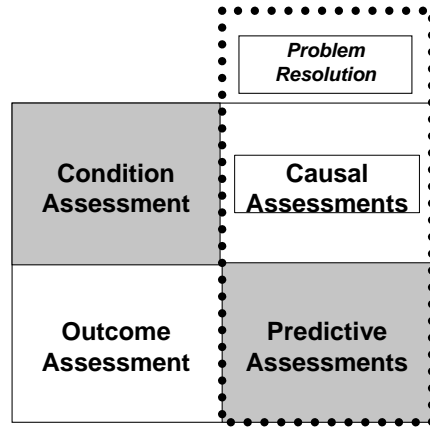 Problem
Resolution
Condition
Assessment
Causal
Assessments
Outcome
Assessment
Predictive
Assessments